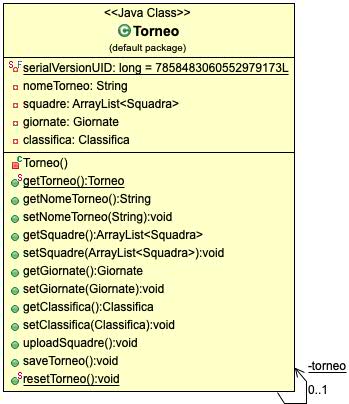 <<Java Class>>
Torneo
(default package)
serialVersionUID: long = 7858483060552979173L
nomeTorneo: String
squadre: ArrayList<Squadra>
giornate: Giornate
classifica: Classifica
Torneo()
getTorneo():Torneo
getNomeTorneo():String
setNomeTorneo(String):void
getSquadre():ArrayList<Squadra>
setSquadre(ArrayList<Squadra>):void
getGiornate():Giornate
setGiornate(Giornate):void
getClassifica():Classifica
setClassifica(Classifica):void
uploadSquadre():void
saveTorneo():void
resetTorneo():void
-torneo
0..1